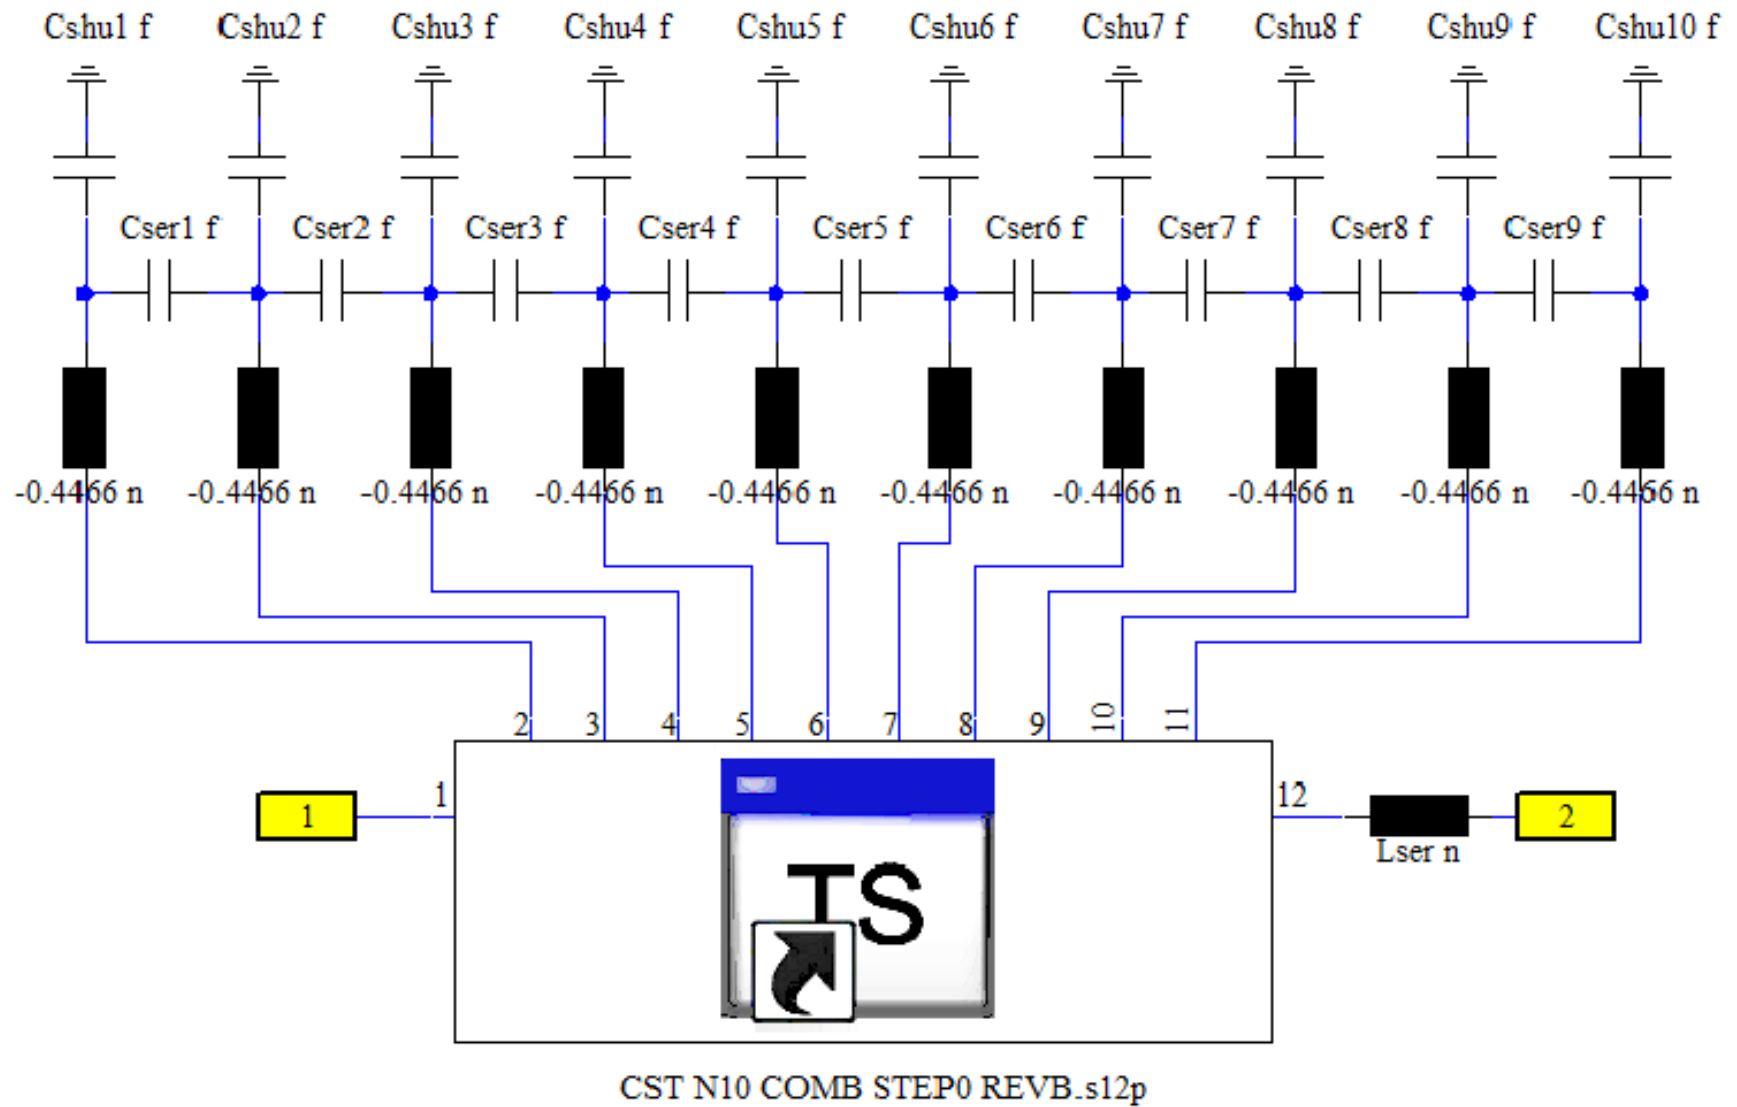 Cshu1 f Cshu2 f Cshu3 f Cshu4 f Cshu5 f Cshu6 f Cshu7 f Cshu8 f Cshu9 f Cshu10 f
Cser1 f Cser2 f Cser3 f Cser4 f Cser5 f Cser6 f Cser7 f Cser8 f Cser9 f
-0.4466 n -0.4466 n -0.4466 n -0.4466 n -0.4466 n -0.4466 n -0.4466 n -0.4466 n -0.4466 n -0.4466 n
2 3 4 5 6 7 8 9 10 11
1 1 12 2
Lser n
TS
CST N10 COMB STEP0 REVB.s12p